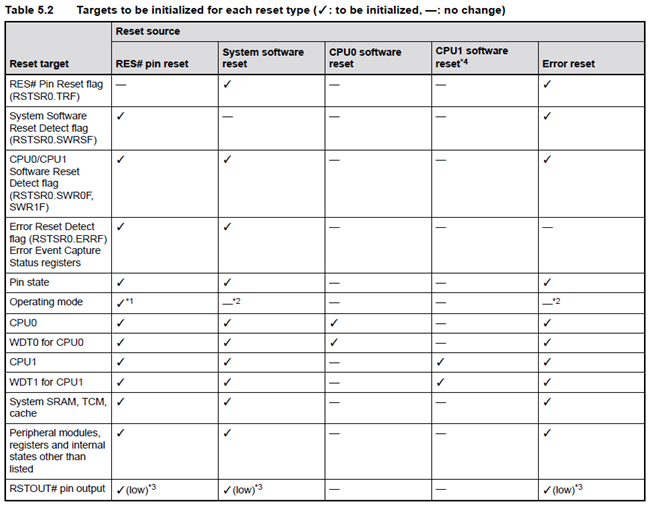 Table 5.2 Targets to be initialized for each reset type (✓: to be initialized, —: no change)
Reset source
Reset target RES# pin reset System software reset CPU0 software reset CPU1 software reset*4 Error reset
RES# Pin Reset flag (RSTSR0.TRF) — ✓ — — ✓
System Software Reset Detect flag (RSTSR0.SWRSF) ✓ — — — ✓
CPU0/CPU1 Software Reset Detect flag (RSTSR0.SWR0F, SWR1F) ✓ ✓ — — ✓
Error Reset Detect flag (RSTSR0.ERRF) Error Event Capture Status registers ✓ ✓ — — —
Pin state ✓ ✓ — — ✓
Operating mode ✓*1 —*2 — — —*2
CPU0 ✓ ✓ ✓ — ✓
WDT0 for CPU0 ✓ ✓ ✓ — ✓
CPU1 ✓ ✓ — ✓ ✓
WDT1 for CPU1 ✓ ✓ — ✓ ✓
System SRAM, TCM, cache ✓ ✓ — — ✓
Peripheral modules, registers and internal states other than listed ✓ ✓ — — ✓
RSTOUT# pin output ✓(low)*3 ✓(low)*3 — — ✓(low)*3